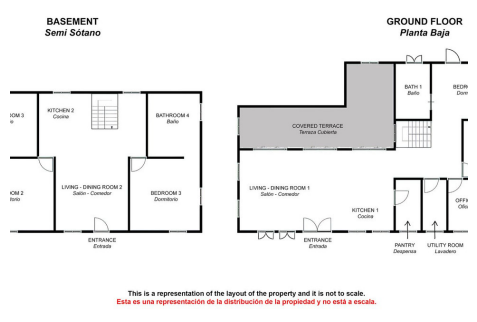 BASEMENT
Semi Sótano
GROUND FLOOR
Planta Baja
KITCHEN 2
Cocina
BATHROOM 4
Baño
LIVING - DINING ROOM 2
Salón - Comedor
BEDROOM 3
Dormitorio
ENTRANCE
Entrada
BATH 1
Baño
COVERED TERRACE
Terraza Cubierta
LIVING - DINING ROOM 1
Salón - Comedor
KITCHEN 1
Cocina
ENTRANCE
Entrada
PANTRY
Despensa
UTILITY ROOM
Lavadero
This is a representation of the layout of the property and it is not to scale.
Esta es una representación de la distribución de la propiedad y no está a escala.